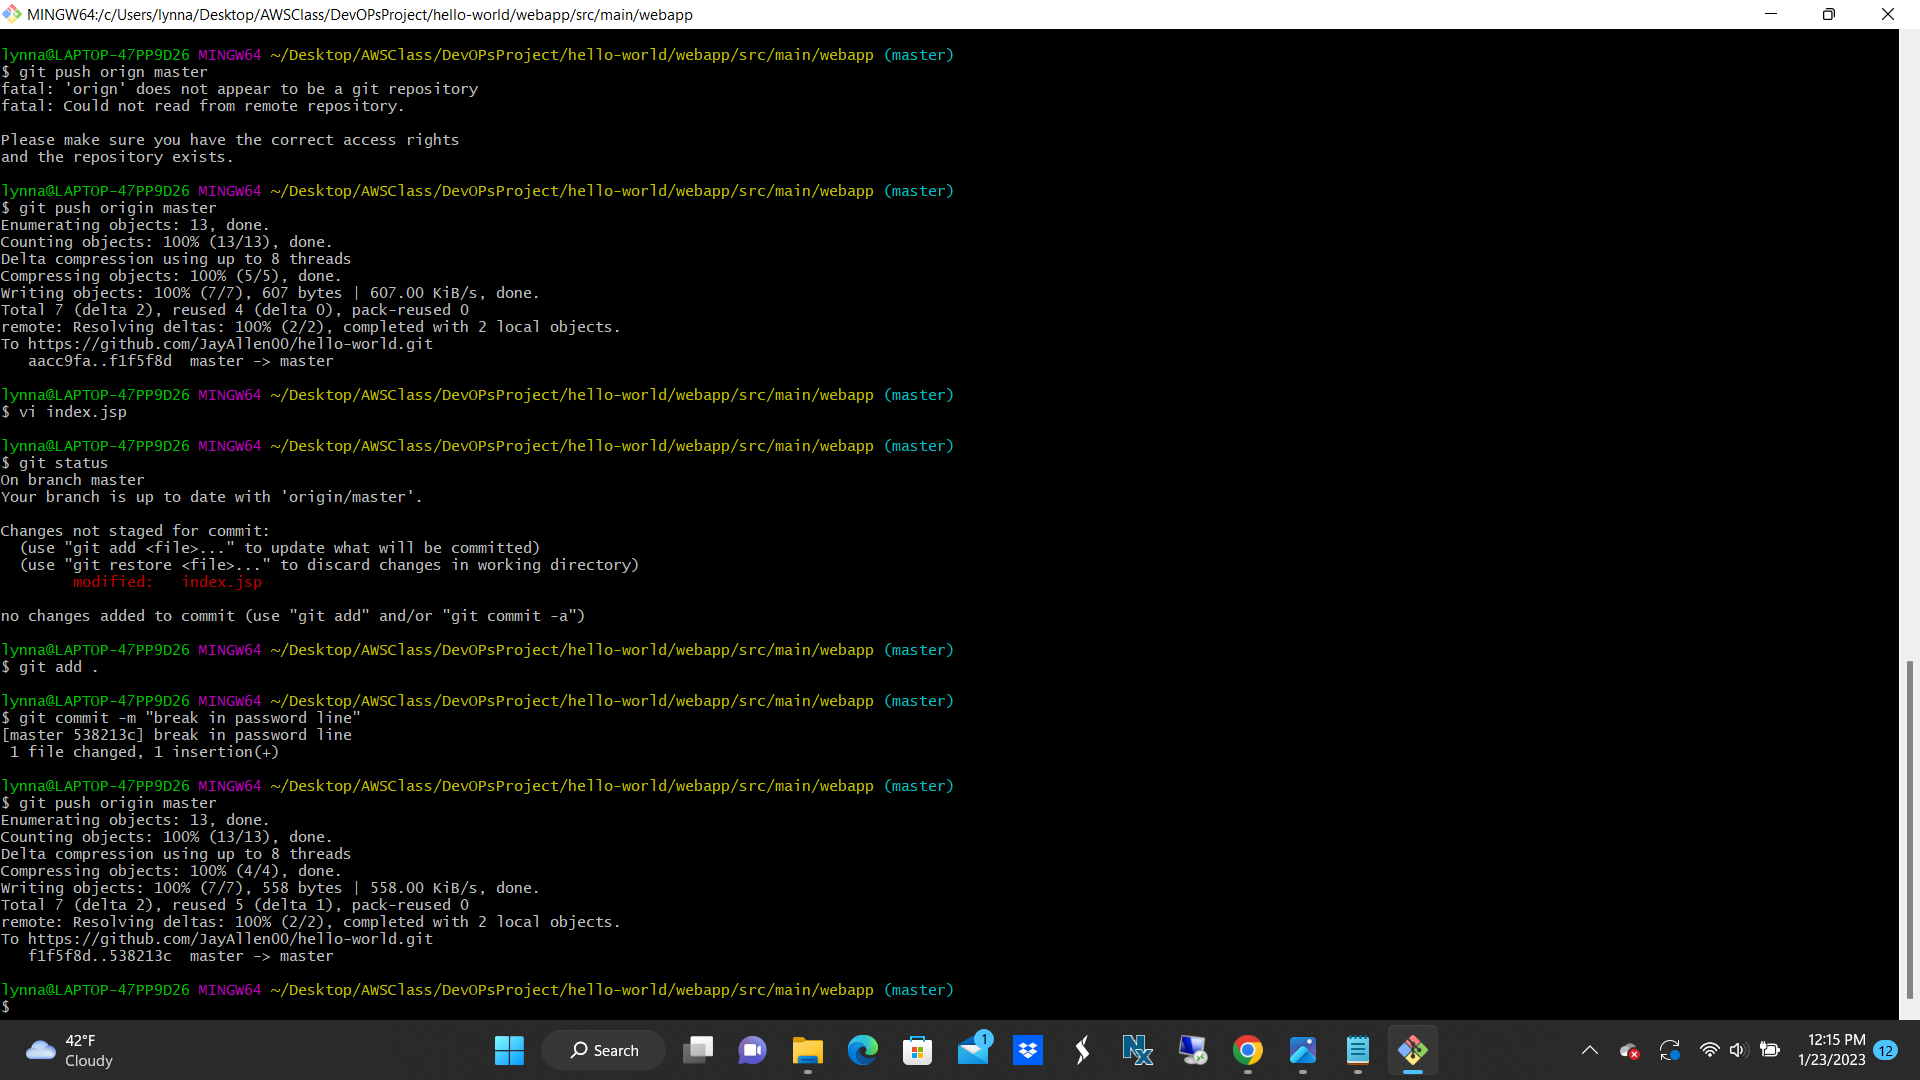 MINGW64:/c/Users/lynna/Desktop/AWSClass/DevOPsProject/hello-world/webapp/src/main/webapp
lynna@LAPTOP-47PP9D26 MINGW64 ~/Desktop/AWSClass/DevOPsProject/hello-world/webapp/src/main/webapp (master)
$ git push orign master
fatal: 'orign' does not appear to be a git repository
fatal: Could not read from remote repository.
Please make sure you have the correct access rights
and the repository exists.
lynna@LAPTOP-47PP9D26 MINGW64 ~/Desktop/AWSClass/DevOPsProject/hello-world/webapp/src/main/webapp (master)
$ git push origin master
Enumerating objects: 13, done.
Counting objects: 100% (13/13), done.
Delta compression using up to 8 threads
Compressing objects: 100% (5/5), done.
Writing objects: 100% (7/7), 607 bytes | 607.00 KiB/s, done.
Total 7 (delta 2), reused 4 (delta 0), pack-reused 0
remote: Resolving deltas: 100% (2/2), completed with 2 local objects.
To https://github.com/JayAllen00/hello-world.git
   aacc9fa..f1f5f8d  master -> master
lynna@LAPTOP-47PP9D26 MINGW64 ~/Desktop/AWSClass/DevOPsProject/hello-world/webapp/src/main/webapp (master)
$ vi index.jsp
lynna@LAPTOP-47PP9D26 MINGW64 ~/Desktop/AWSClass/DevOPsProject/hello-world/webapp/src/main/webapp (master)
$ git status
On branch master
Your branch is up to date with 'origin/master'.
Changes not staged for commit:
  (use "git add <file>..." to update what will be committed)
  (use "git restore <file>..." to discard changes in working directory)
        modified:   index.jsp
no changes added to commit (use "git add" and/or "git commit -a")
lynna@LAPTOP-47PP9D26 MINGW64 ~/Desktop/AWSClass/DevOPsProject/hello-world/webapp/src/main/webapp (master)
$ git add .
lynna@LAPTOP-47PP9D26 MINGW64 ~/Desktop/AWSClass/DevOPsProject/hello-world/webapp/src/main/webapp (master)
$ git commit -m "break in password line"
[master 538213c] break in password line
 1 file changed, 1 insertion(+)
lynna@LAPTOP-47PP9D26 MINGW64 ~/Desktop/AWSClass/DevOPsProject/hello-world/webapp/src/main/webapp (master)
$ git push origin master
Enumerating objects: 13, done.
Counting objects: 100% (13/13), done.
Delta compression using up to 8 threads
Compressing objects: 100% (4/4), done.
Writing objects: 100% (7/7), 558 bytes | 558.00 KiB/s, done.
Total 7 (delta 2), reused 5 (delta 1), pack-reused 0
remote: Resolving deltas: 100% (2/2), completed with 2 local objects.
To https://github.com/JayAllen00/hello-world.git
   f1f5f8d..538213c  master -> master
lynna@LAPTOP-47PP9D26 MINGW64 ~/Desktop/AWSClass/DevOPsProject/hello-world/webapp/src/main/webapp (master)
$
42°F
Cloudy
Search
1
Nx
12:15 PM
1/23/2023
12